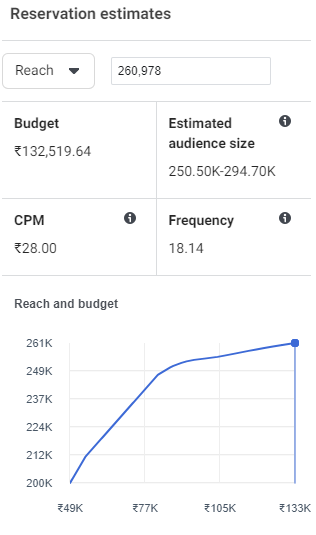 Reservation estimates
Reach
260,978
Budget
₹132,519.64
Estimated
audience size
250.50K-294.70K
CPM
₹28.00
Frequency
18.14
Reach and budget
261K
249K
237K
224K
212K
200K
₹49K ₹77K ₹105K ₹133K